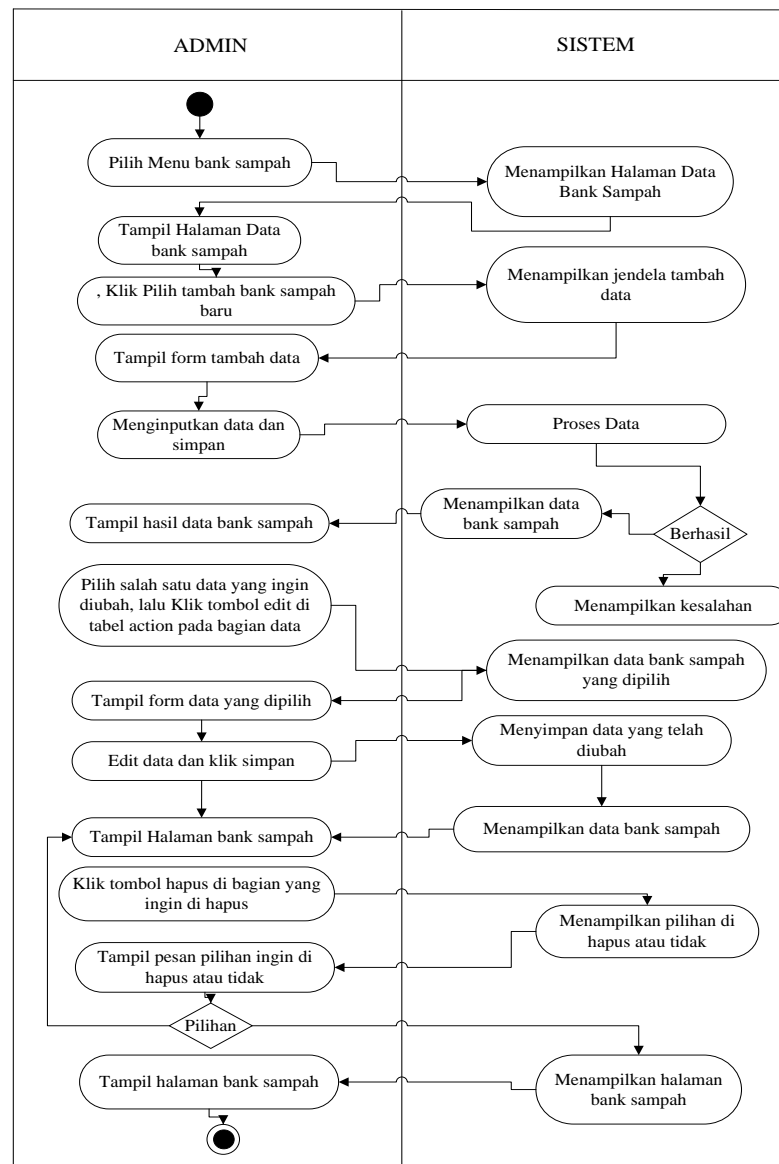 ADMIN
SISTEM
Pilih Menu bank sampah
Menampilkan Halaman Data
Bank Sampah
Tampil Halaman Data
bank sampah
, Klik Pilih tambah bank sampah
baru
Menampilkan jendela tambah
data
Tampil form tambah data
Menginputkan data dan
simpan
Proses Data
Berhasil
Menampilkan data
bank sampah
Tampil hasil data bank sampah
Menampilkan kesalahan
Pilih salah satu data yang ingin
diubah, lalu Klik tombol edit di
tabel action pada bagian data
Menampilkan data bank sampah
yang dipilih
Tampil form data yang dipilih
Edit data dan klik simpan
Menyimpan data yang telah
diubah
Menampilkan data bank sampah
Tampil Halaman bank sampah
Klik tombol hapus di bagian yang
ingin di hapus
Menampilkan pilihan di
hapus atau tidak
Tampil pesan pilihan ingin di
hapus atau tidak
Pilihan
Menampilkan halaman
bank sampah
Tampil halaman bank sampah